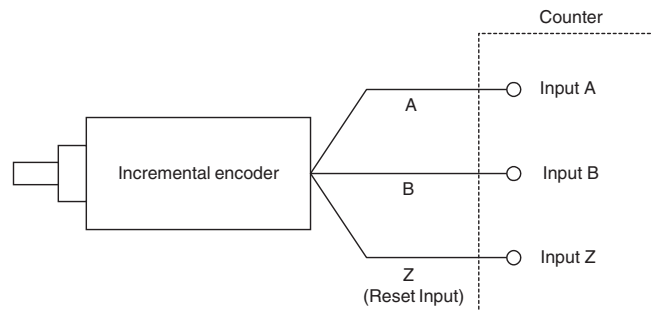 Counter
Input A
A
Incremental encoder
Input B
B
Input Z
Z
(Reset Input)